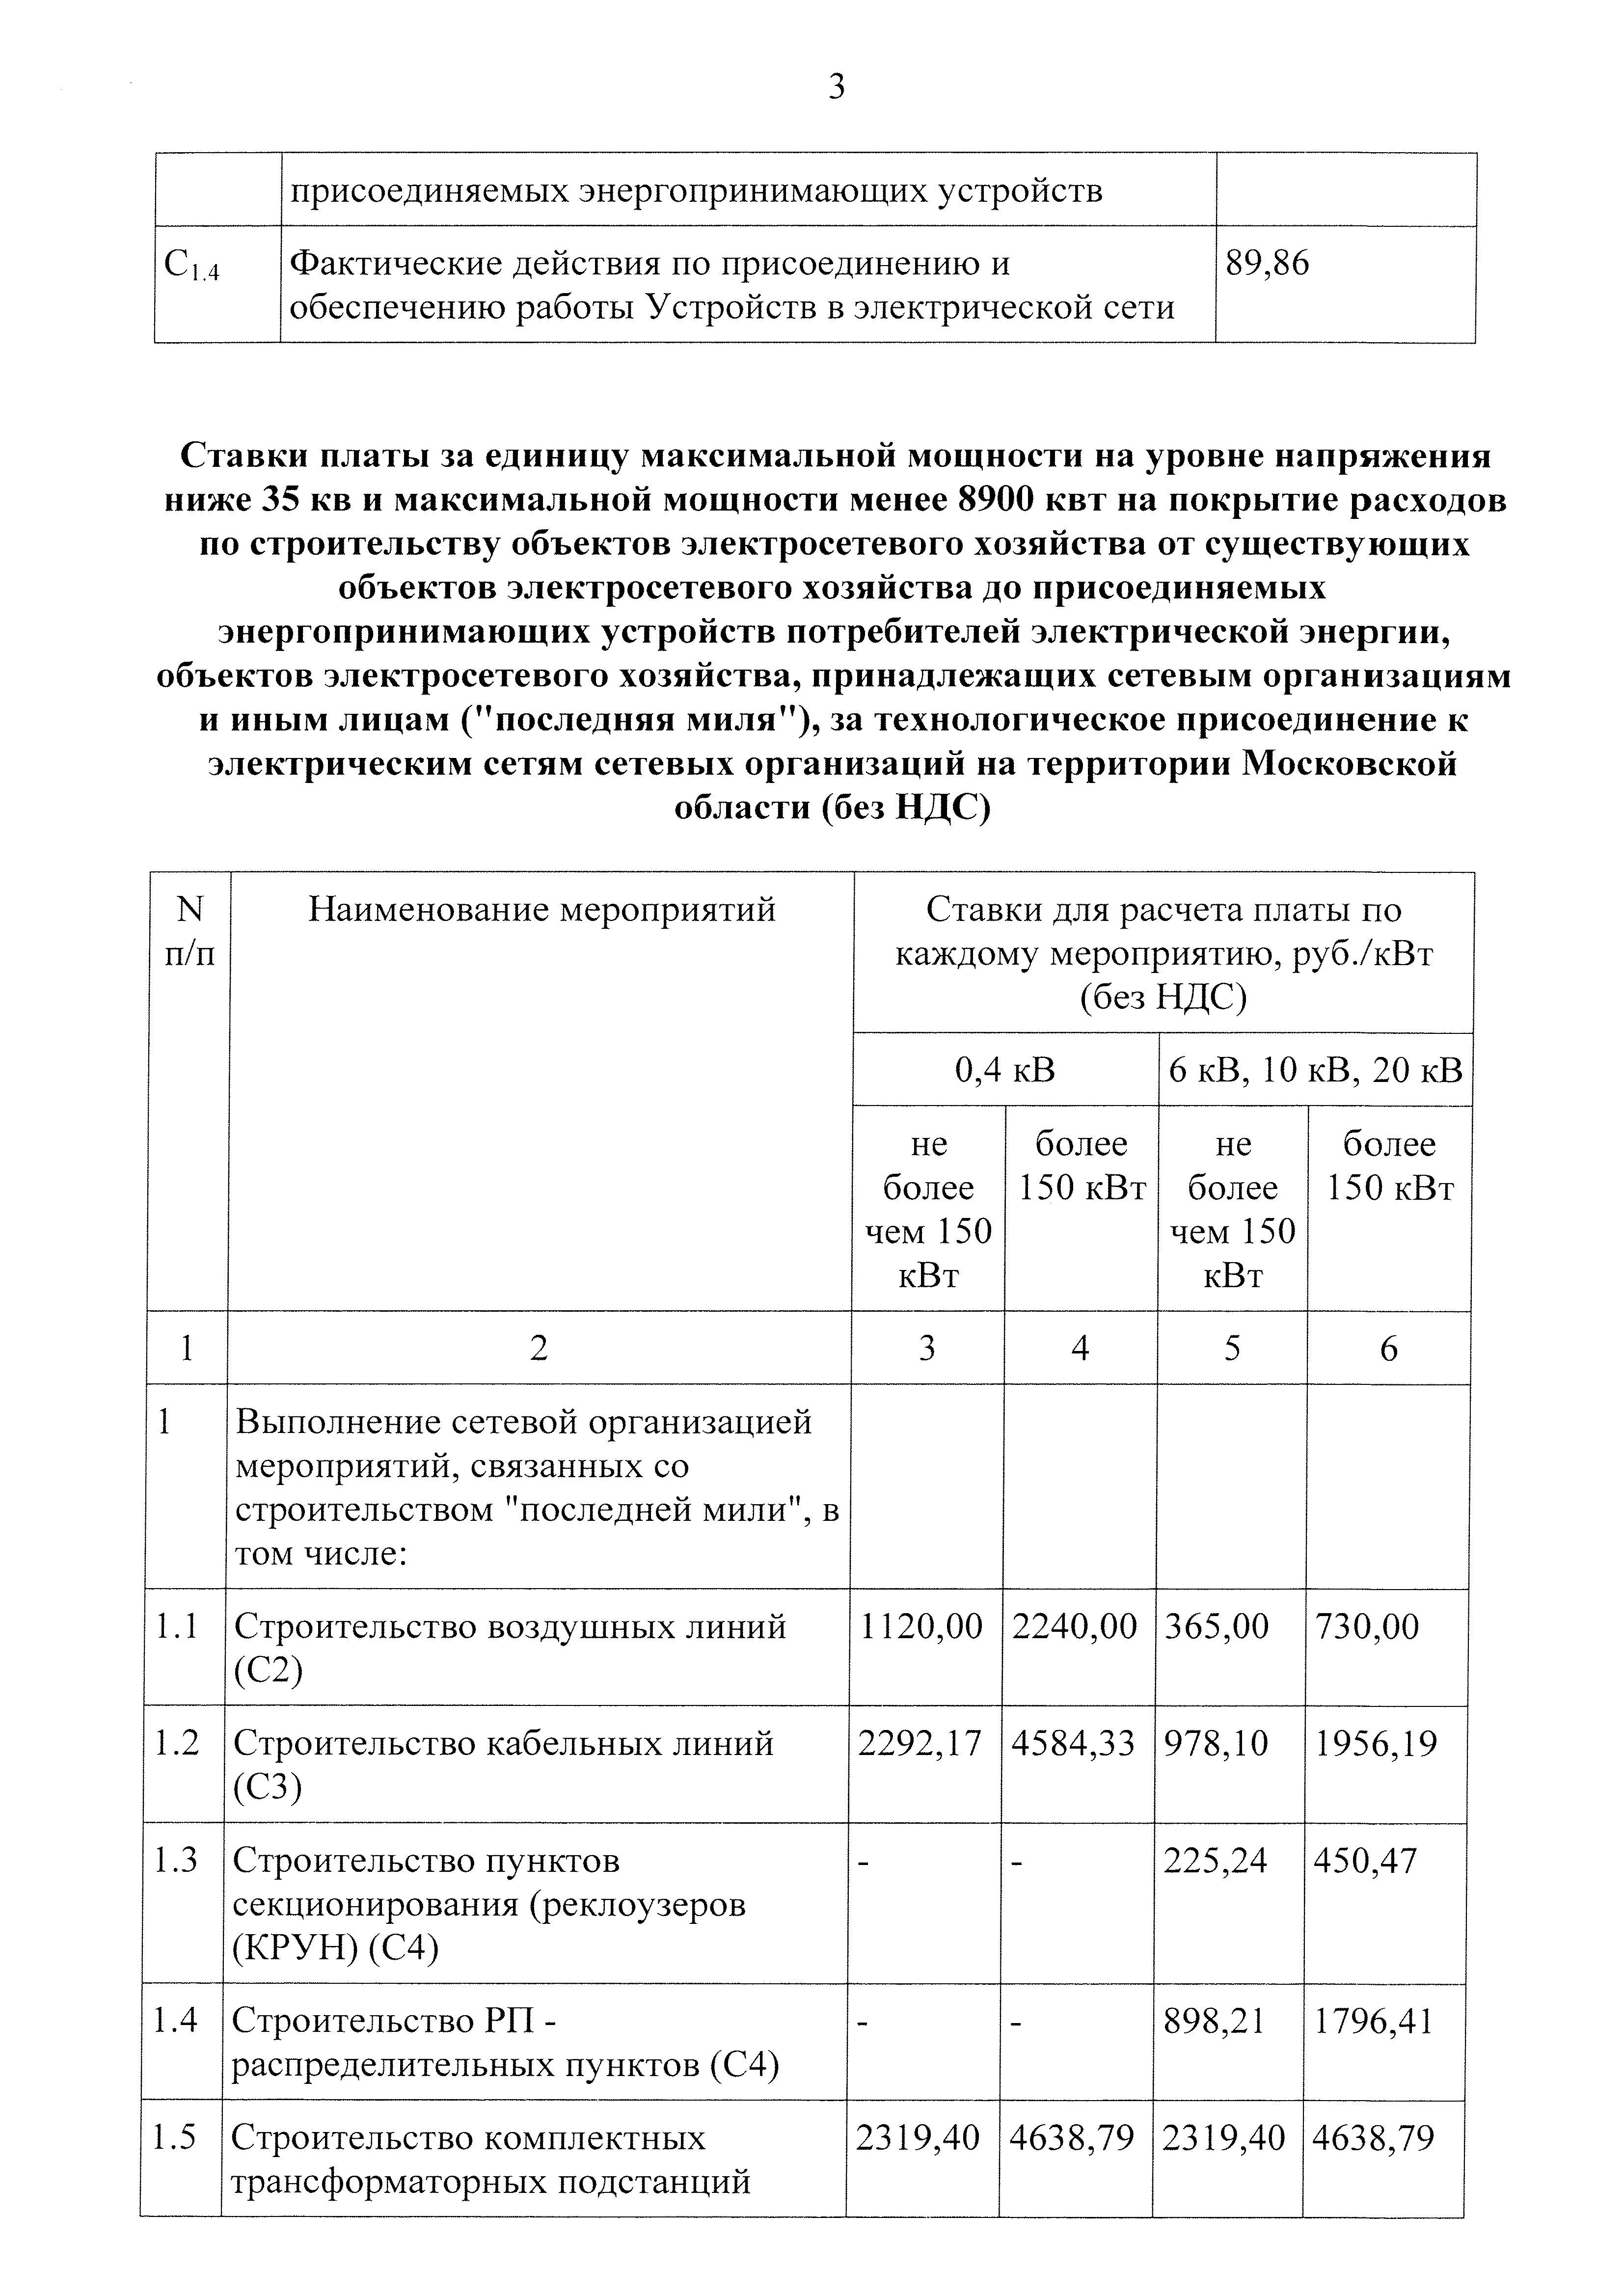 3
присоединяемых энергопринимающих устройств
С1.4 Фактические действия по присоединению и 89,86
обеспечению работы Устройств в электрической сети
Ставки платы за единицу максимальной мощности на уровне напряжения
ниже 35 кв и максимальной мощности менее 8900 квт на покрытие расходов
по строительству объектов электросетевого хозяйства от существующих
объектов электросетевого хозяйства до присоединяемых
энергопринимающих устройств потребителей электрической энергии,
объектов электросетевого хозяйства, принадлежащих сетевым организациям
и иным лицам ("последняя миля"), за технологическое присоединение к
электрическим сетям сетевых организаций на территории Московской
области (без НДС)
N Наименование мероприятий Ставки для расчета платы по
п/п каждому мероприятию, руб./кВт
(без НДС)
0,4 кВ 6 кВ, 10 кВ, 20 кВ
не более не более
более 150 кВт более 150 кВт
чем 150 чем 150
кВт кВт
1 2 3 4 5 6
1 Выполнение сетевой организацией
мероприятий, связанных со
строительством "последней мили", в
том числе:
1.1 Строительство воздушных линий 1120,00 2240,00 365,00 730,00
(С2)
1.2 Строительство кабельных линий 2292,17 4584,33 978,10 1956,19
(С3)
1.3 Строительство пунктов - - 225,24 450,47
секционирования (реклоузеров
(КРУН) (С4)
1.4 Строительство РП - - - 898,21 1796,41
распределительных пунктов (С4)
1.5 Строительство комплектных 2319,40 4638,79 2319,40 4638,79
трансформаторных подстанций